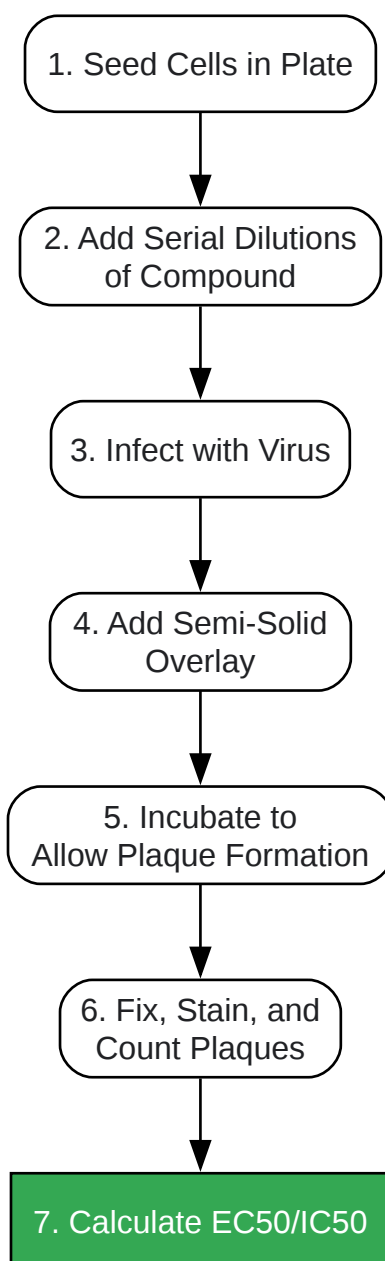 1. Seed Cells in Plate
2. Add Serial Dilutions
of Compound
3. Infect with Virus
4. Add Semi-Solid
Overlay
5. Incubate to
Allow Plaque Formation
6. Fix, Stain, and
Count Plaques
7. Calculate EC50/IC50